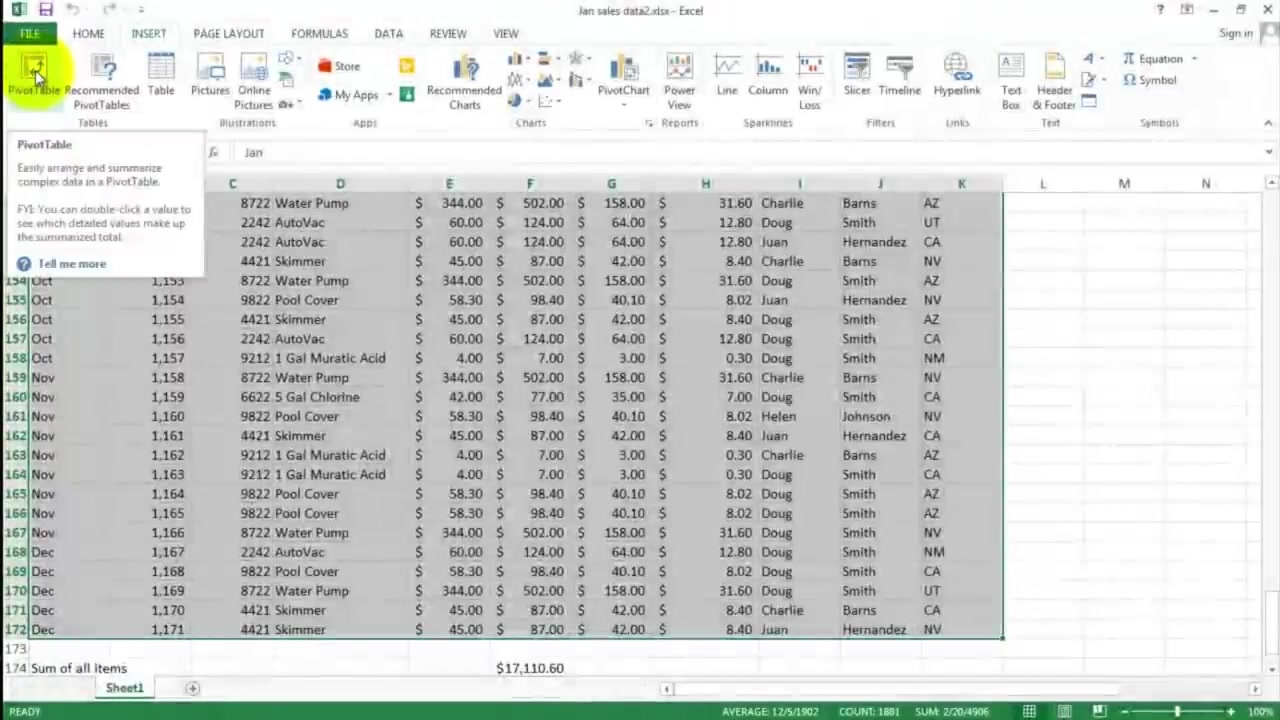 Jan sales data2.xlsx - Excel
FILE HOME INSERT PAGE LAYOUT FORMULAS DATA REVIEW VIEW Sign in
PivotTable Recommended PivotTables Table Pictures Online Pictures Store My Apps Recommended Charts PivotChart Power View Line Column Win/Loss Slicer Timeline Hyperlink Text Box Header & Footer Equation Symbol
Tables Illustrations Apps Charts Reports Sparklines Filters Links Text Symbols
fx Jan
PivotTable
Easily arrange and summarize
complex data in a PivotTable.
FYI: You can double-click a value to
see which detailed values make up
the summarized total.
Tell me more
C D E F G H I J K L M N
8722 Water Pump $ 344.00 $ 502.00 $ 158.00 $ 31.60 Charlie Barns AZ
2242 AutoVac $ 60.00 $ 124.00 $ 64.00 $ 12.80 Doug Smith UT
2242 AutoVac $ 60.00 $ 124.00 $ 64.00 $ 12.80 Juan Hernandez CA
4421 Skimmer $ 45.00 $ 87.00 $ 42.00 $ 8.40 Charlie Barns NV
154 Oct 1,153 8722 Water Pump $ 344.00 $ 502.00 $ 158.00 $ 31.60 Doug Smith AZ
155 Oct 1,154 9822 Pool Cover $ 58.30 $ 98.40 $ 40.10 $ 8.02 Juan Hernandez NV
156 Oct 1,155 4421 Skimmer $ 45.00 $ 87.00 $ 42.00 $ 8.40 Doug Smith AZ
157 Oct 1,156 2242 AutoVac $ 60.00 $ 124.00 $ 64.00 $ 12.80 Doug Smith CA
158 Oct 1,157 9212 1 Gal Muratic Acid $ 4.00 $ 7.00 $ 3.00 $ 0.30 Doug Smith NM
159 Nov 1,158 8722 Water Pump $ 344.00 $ 502.00 $ 158.00 $ 31.60 Charlie Barns NV
160 Nov 1,159 6622 5 Gal Chlorine $ 42.00 $ 77.00 $ 35.00 $ 7.00 Doug Smith CA
161 Nov 1,160 9822 Pool Cover $ 58.30 $ 98.40 $ 40.10 $ 8.02 Helen Johnson NV
162 Nov 1,161 4421 Skimmer $ 45.00 $ 87.00 $ 42.00 $ 8.40 Juan Hernandez CA
163 Nov 1,162 9212 1 Gal Muratic Acid $ 4.00 $ 7.00 $ 3.00 $ 0.30 Charlie Barns AZ
164 Nov 1,163 9212 1 Gal Muratic Acid $ 4.00 $ 7.00 $ 3.00 $ 0.30 Doug Smith CA
165 Nov 1,164 9822 Pool Cover $ 58.30 $ 98.40 $ 40.10 $ 8.02 Doug Smith AZ
166 Nov 1,165 9822 Pool Cover $ 58.30 $ 98.40 $ 40.10 $ 8.02 Doug Smith AZ
167 Nov 1,166 8722 Water Pump $ 344.00 $ 502.00 $ 158.00 $ 31.60 Doug Smith NV
168 Dec 1,167 2242 AutoVac $ 60.00 $ 124.00 $ 64.00 $ 12.80 Doug Smith NM
169 Dec 1,168 9822 Pool Cover $ 58.30 $ 98.40 $ 40.10 $ 8.02 Doug Smith CA
170 Dec 1,169 8722 Water Pump $ 344.00 $ 502.00 $ 158.00 $ 31.60 Doug Smith UT
171 Dec 1,170 4421 Skimmer $ 45.00 $ 87.00 $ 42.00 $ 8.40 Charlie Barns CA
172 Dec 1,171 4421 Skimmer $ 45.00 $ 87.00 $ 42.00 $ 8.40 Juan Hernandez NV
173
174 Sum of all items $17,110.60
Sheet1
READY AVERAGE: 12/5/1902 COUNT: 1881 SUM: 2/20/4906 100%